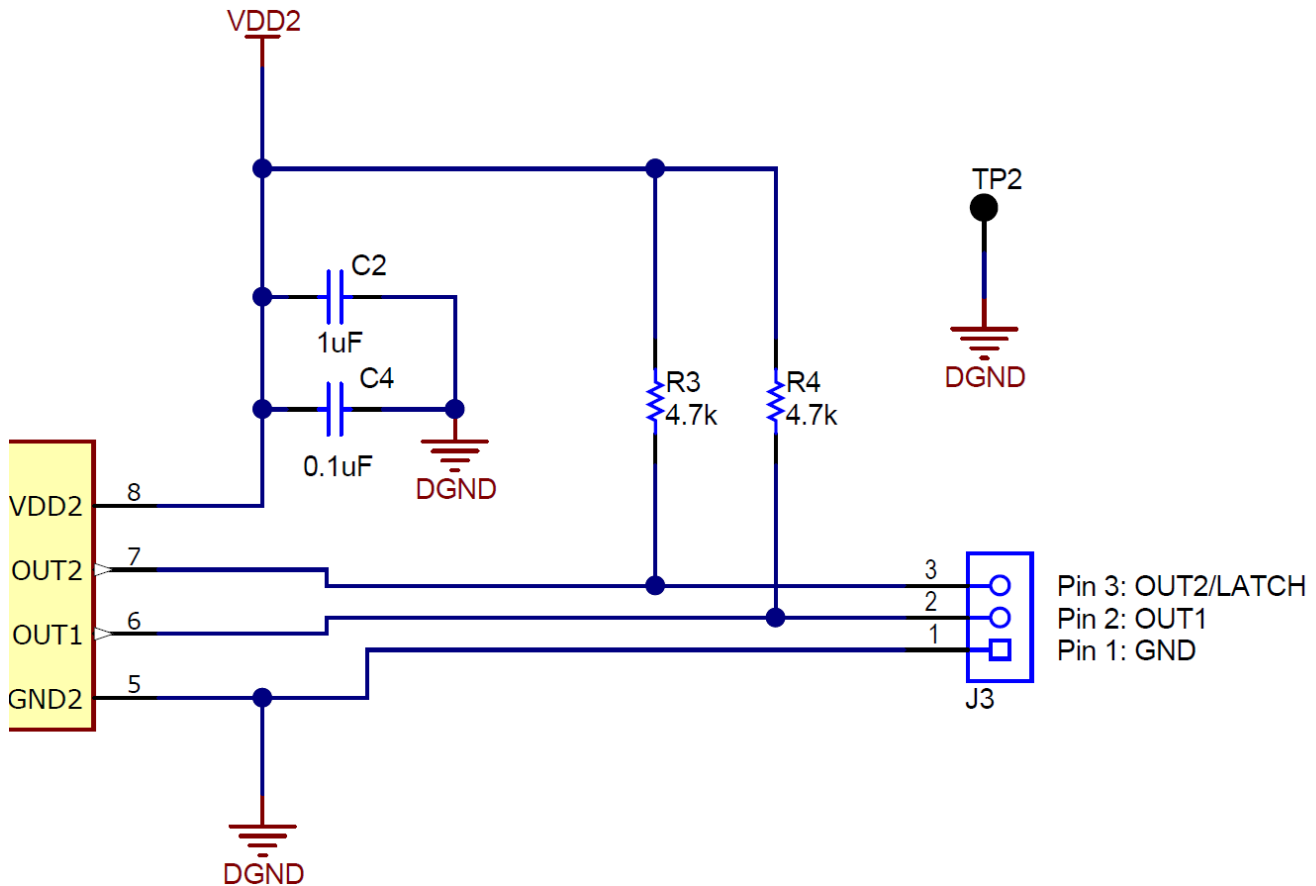 VDD2
TP2
C2
1uF
DGND
C4
R3
4.7k
R4
4.7k
0.1uF
DGND
VDD2
8
OUT2
7
3
Pin 3: OUT2/LATCH
OUT1
6
2
Pin 2: OUT1
1
Pin 1: GND
GND2
5
J3
DGND